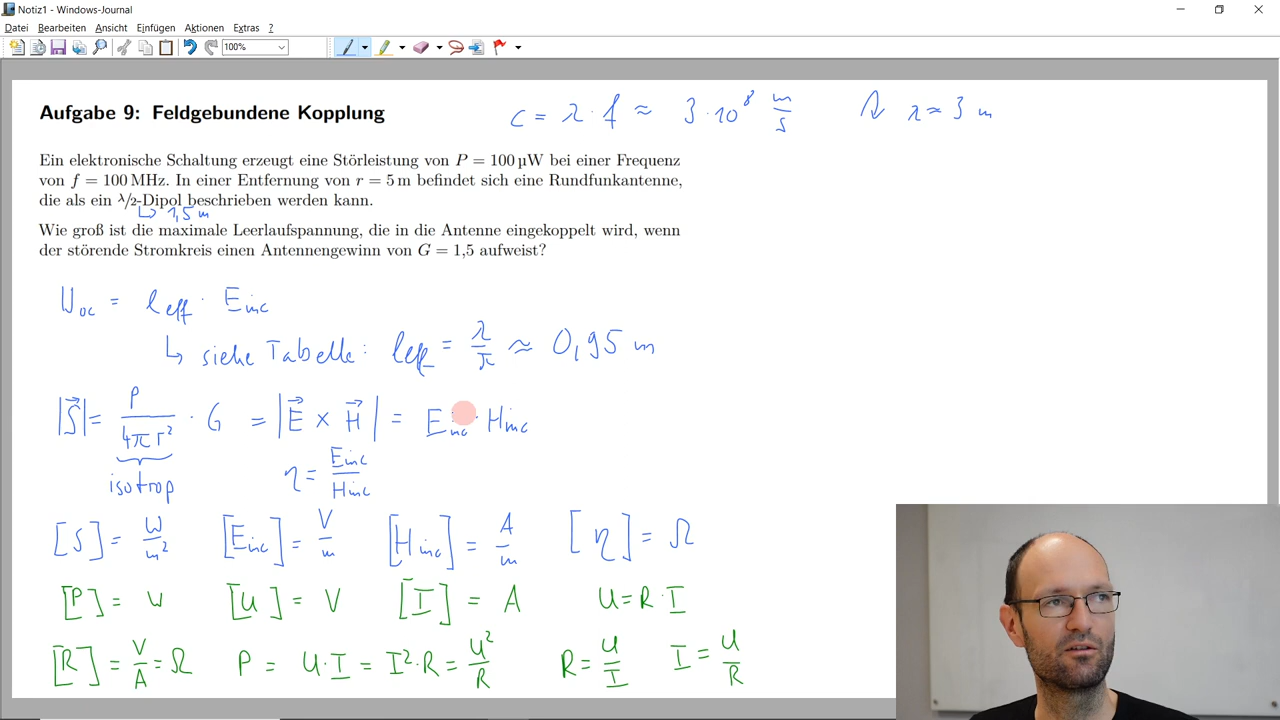 Notiz1 - Windows-Journal
Datei Bearbeiten Ansicht Einfügen Aktionen Extras ?
100%
Aufgabe 9: Feldgebundene Kopplung
c = λ · f ≈ 3 · 10⁸ m/s ↷ λ ≈ 3 m
Ein elektronische Schaltung erzeugt eine Störleistung von P = 100 µW bei einer Frequenz
von f = 100 MHz. In einer Entfernung von r = 5 m befindet sich eine Rundfunkantenne,
die als ein λ/2-Dipol beschrieben werden kann.
↳ 1,5 m
Wie groß ist die maximale Leerlaufspannung, die in die Antenne eingekoppelt wird, wenn
der störende Stromkreis einen Antennengewinn von G = 1,5 aufweist?
U_oc = l_eff · E_inc
↳ siehe Tabelle: l_eff = λ/π ≈ 0,95 m
|S⃗| = P/(4πr²) · G = |E⃗ × H⃗| = E_inc · H_inc
isotrop η = E_inc/H_inc
[S] = W/m² [E_inc] = V/m [H_inc] = A/m [η] = Ω
[P] = W [U] = V [I] = A U = R · I
[R] = V/A = Ω P = U · I = I² · R = U²/R R = U/I I = U/R